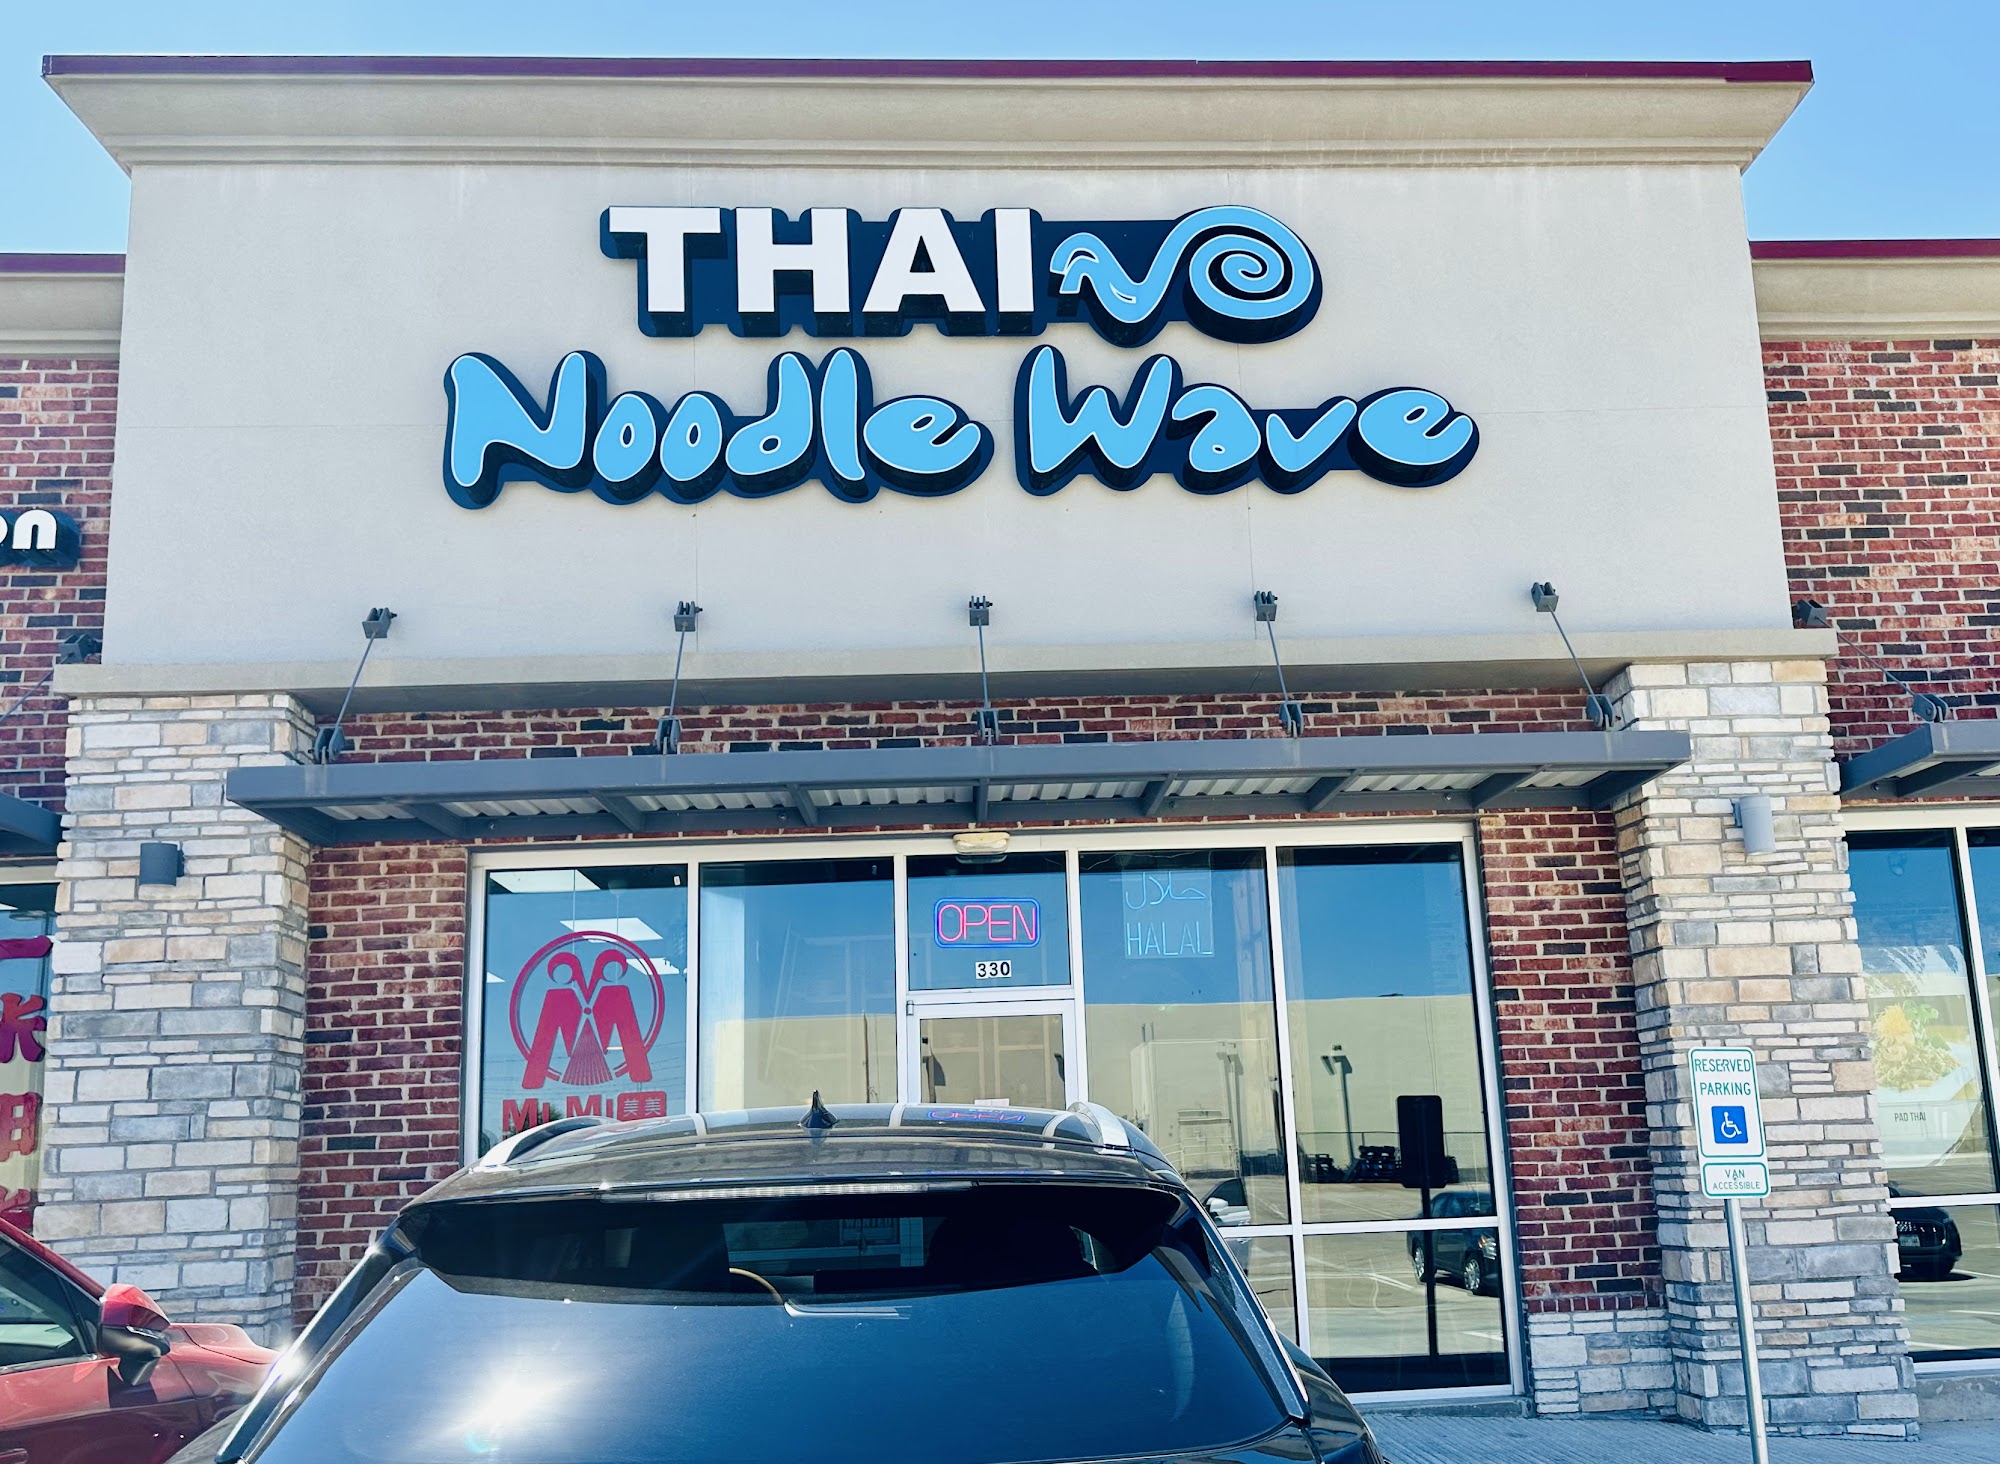 THAI
Noodle Wave
on
OPEN
حلال
HALAL
330
MI MI 美美
RESERVED
PARKING
VAN
ACCESSIBLE
PAD THAI